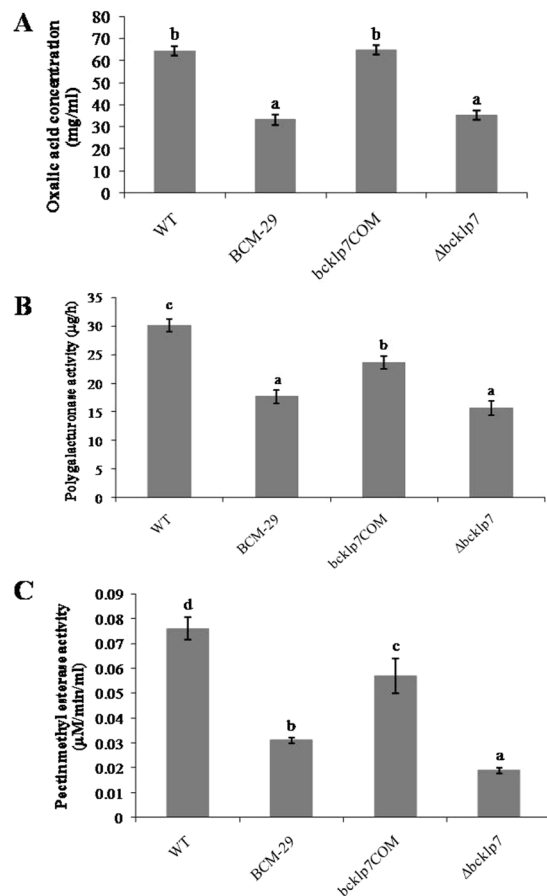 A
Oxalic acid concentration
(mg/ml)
80
70
60
50
40
30
20
10
0
b
a
b
a
WT
BCM-29
bcklp7COM
Δbcklp7
B
Polygalacturonase activity (µg/h)
35
30
25
20
15
10
5
0
c
a
b
a
WT
BCM-29
bcklp7COM
Δbcklp7
C
Pectinmethyl esterase activity
(µM/min/ml)
0.09
0.08
0.07
0.06
0.05
0.04
0.03
0.02
0.01
0
d
b
c
a
WT
BCM-29
bcklp7COM
Δbcklp7